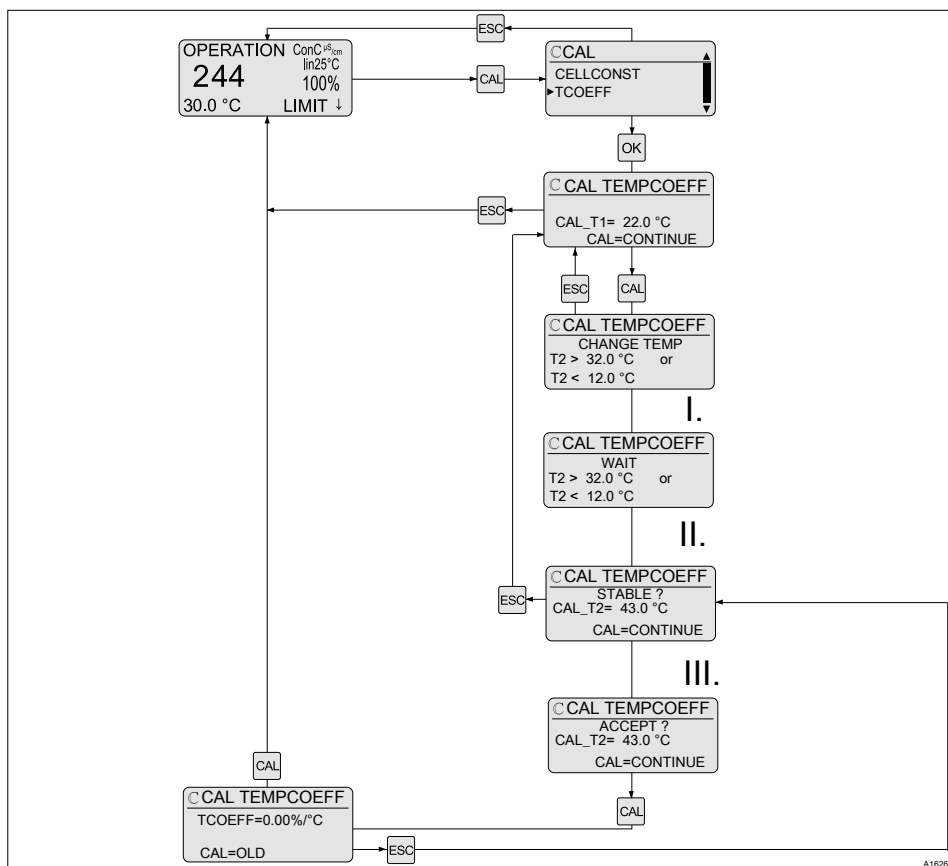 ESC
OPERATION ConC µS/cm
lin25°C
244 100%
30.0 °C LIMIT ↓
CAL
ℂCAL
CELLCONST
▸TCOEFF
OK
ℂ CAL TEMPCOEFF
CAL_T1= 22.0 °C
CAL=CONTINUE
ESC
ESC
CAL
ℂ CAL TEMPCOEFF
CHANGE TEMP
T2 > 32.0 °C or
T2 < 12.0 °C
I.
ℂ CAL TEMPCOEFF
WAIT
T2 > 32.0 °C or
T2 < 12.0 °C
II.
ℂ CAL TEMPCOEFF
STABLE ?
CAL_T2= 43.0 °C
CAL=CONTINUE
ESC
III.
ℂ CAL TEMPCOEFF
ACCEPT ?
CAL_T2= 43.0 °C
CAL=CONTINUE
CAL
CAL
ℂ CAL TEMPCOEFF
TCOEFF=0.00%/°C
CAL=OLD
ESC
A1626